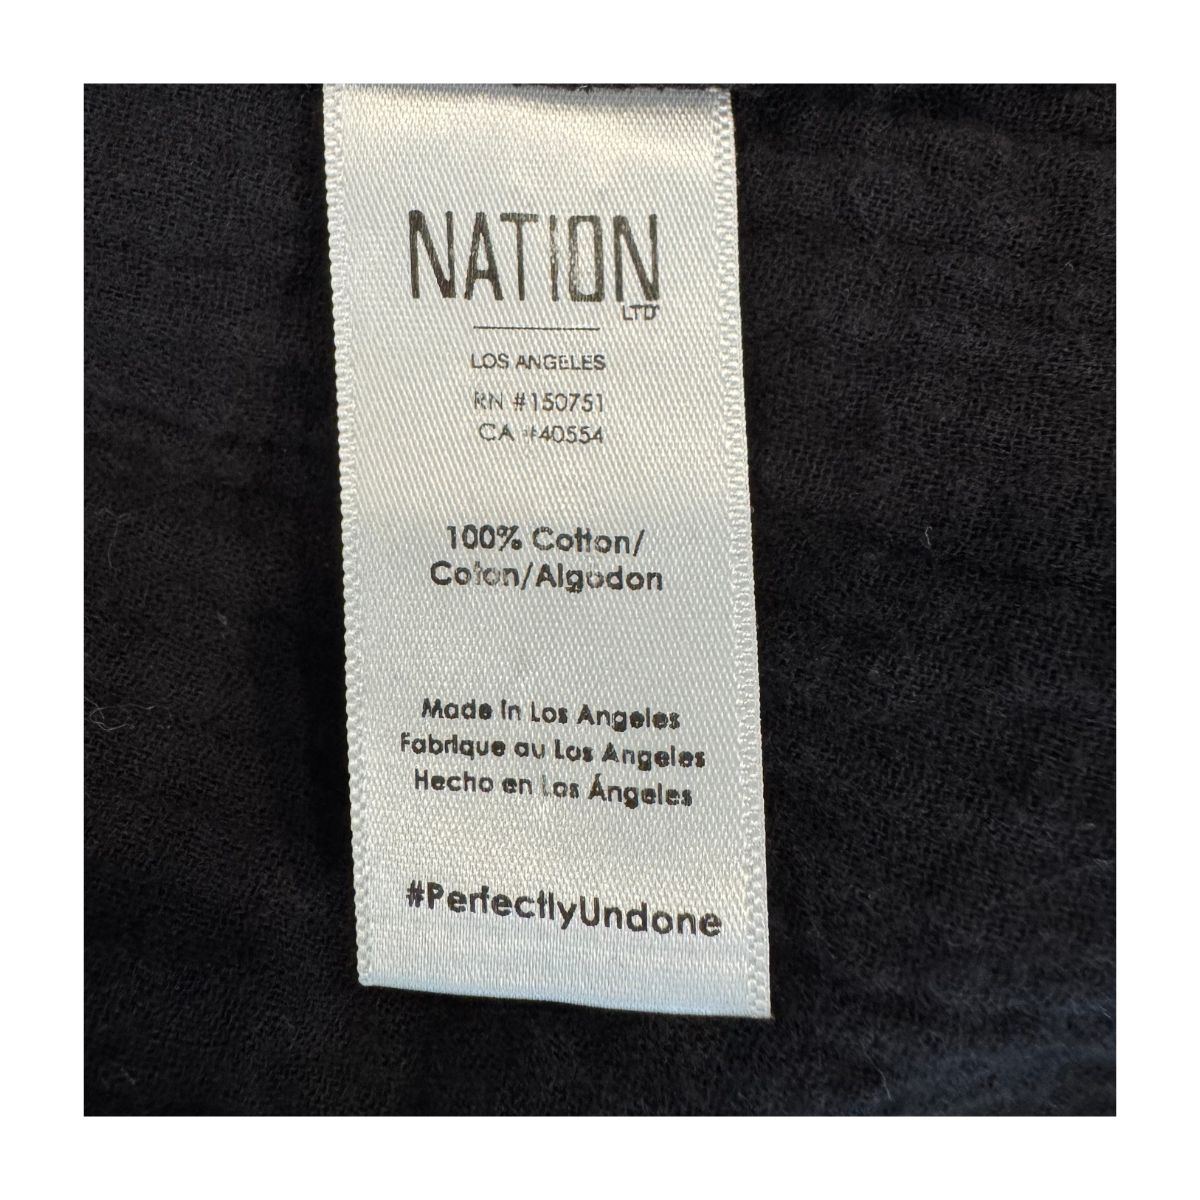 NATION
LTD
LOS ANGELES
RN #150751
CA #40554
100% Cotton/
Coton/Algodon
Made in Los Angeles
Fabrique au Los Angeles
Hecho en Los Ángeles
#PerfectlyUndone